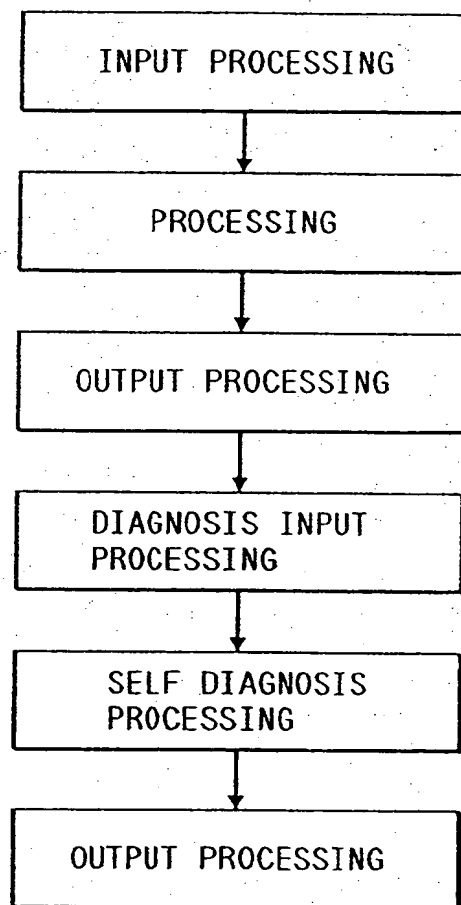 INPUT PROCESSING
PROCESSING
OUTPUT PROCESSING
DIAGNOSIS INPUT
PROCESSING
SELF DIAGNOSIS
PROCESSING
OUTPUT PROCESSING